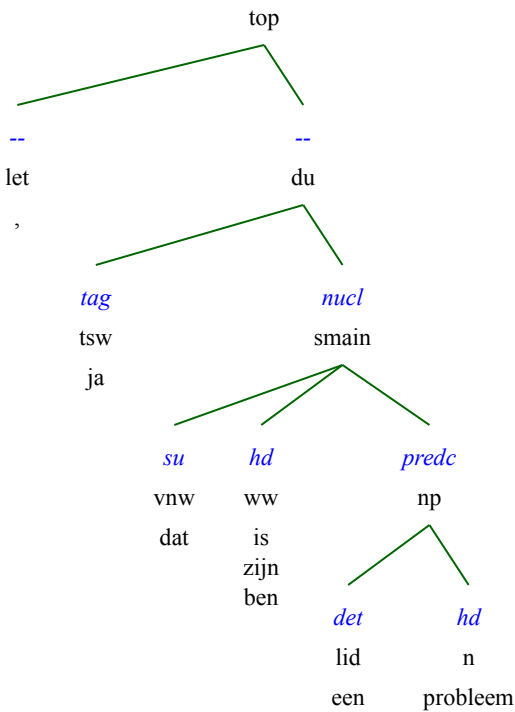 top
-- --
let du
,
tag nucl
tsw smain
ja
su hd predc
vnw ww np
dat is
zijn
ben
det hd
lid n
een probleem